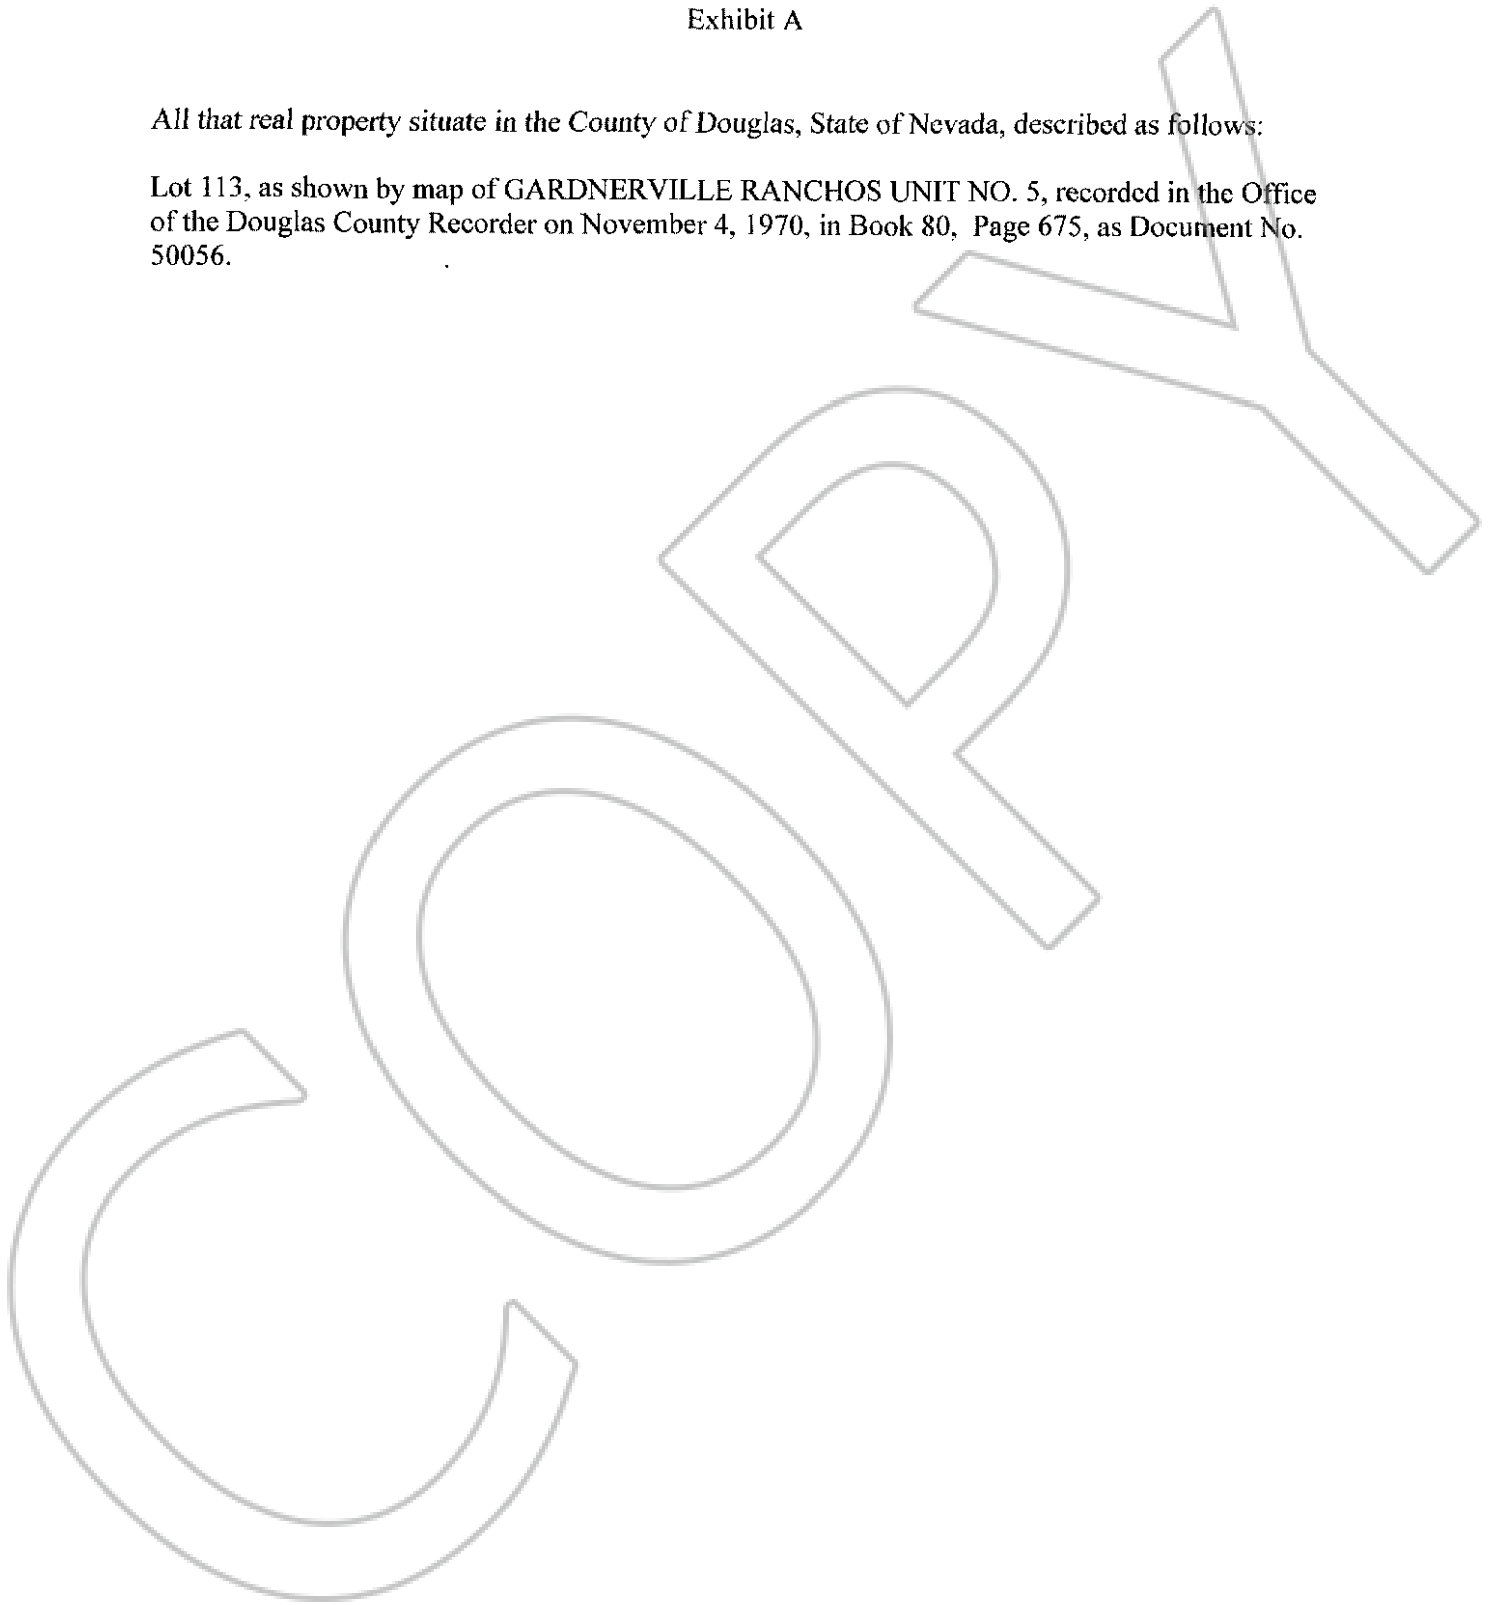 Exhibit A
All that real property situate in the County of Douglas, State of Nevada, described as follows:
Lot 113, as shown by map of GARDNERVILLE RANCHOS UNIT NO. 5, recorded in the Office
of the Douglas County Recorder on November 4, 1970, in Book 80, Page 675, as Document No.
50056.
COPY